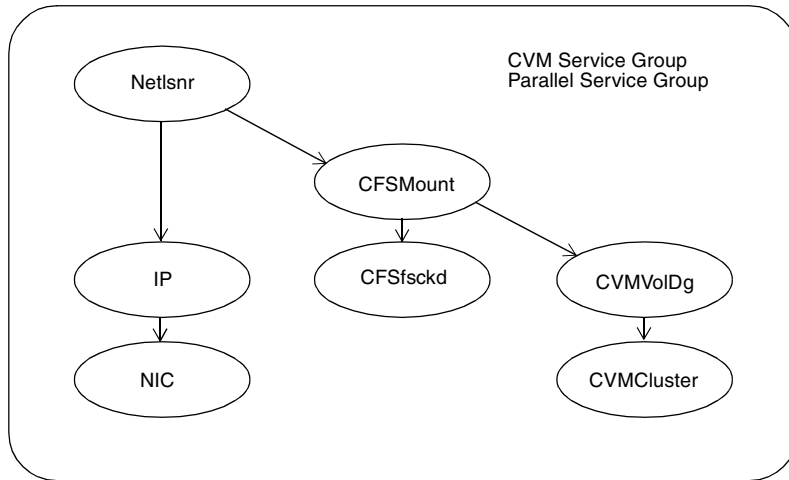 CVM Service Group
Parallel Service Group
Netlsnr
CFSMount
IP
CFSfsckd
CVMVolDg
NIC
CVMCluster